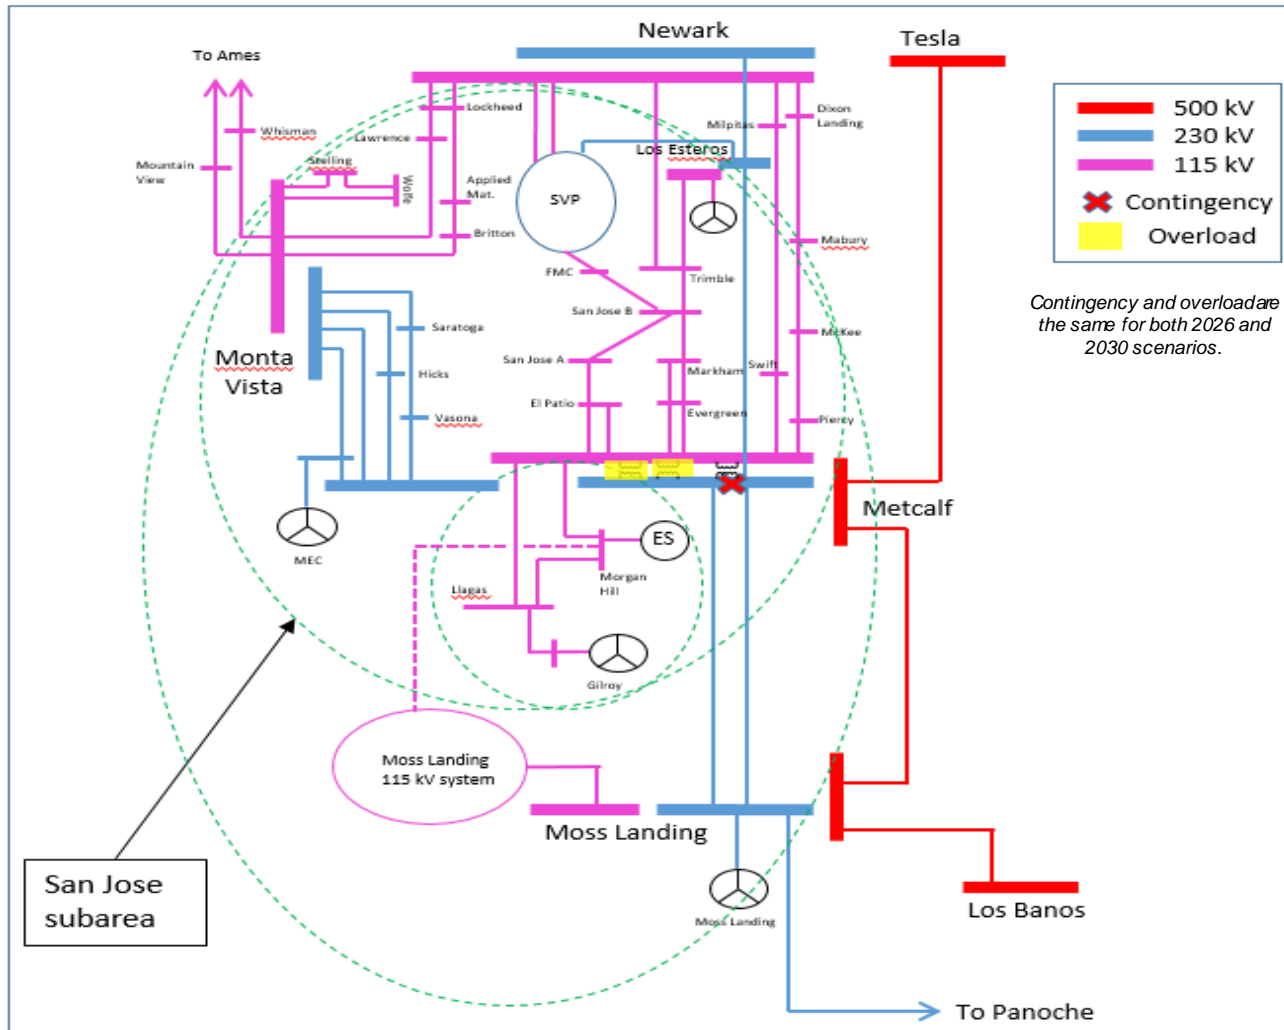 Newark
Tesla
To Ames
500 kV
230 kV
115 kV
Contingency
Overload
Contingency and overloadare
the same for both 2026 and
2030 scenarios.
Lockheed
Whisman
Lawrence
Dixon
Landing
Milpitas
Los Esteros
Stelling
Mountain
View
Wolfe
Applied
Mat.
SVP
Britton
Mabury
FMC
Trimble
San Jose B
Saratoga
McKee
Monta
Vista
San Jose A
Markham
Swift
Hicks
El Patio
Evergreen
Vasona
Piercy
Metcalf
MEC
ES
Morgan
Hill
Llagas
Gilroy
Moss Landing
115 kV system
Moss Landing
San Jose
subarea
Moss Landing
Los Banos
To Panoche